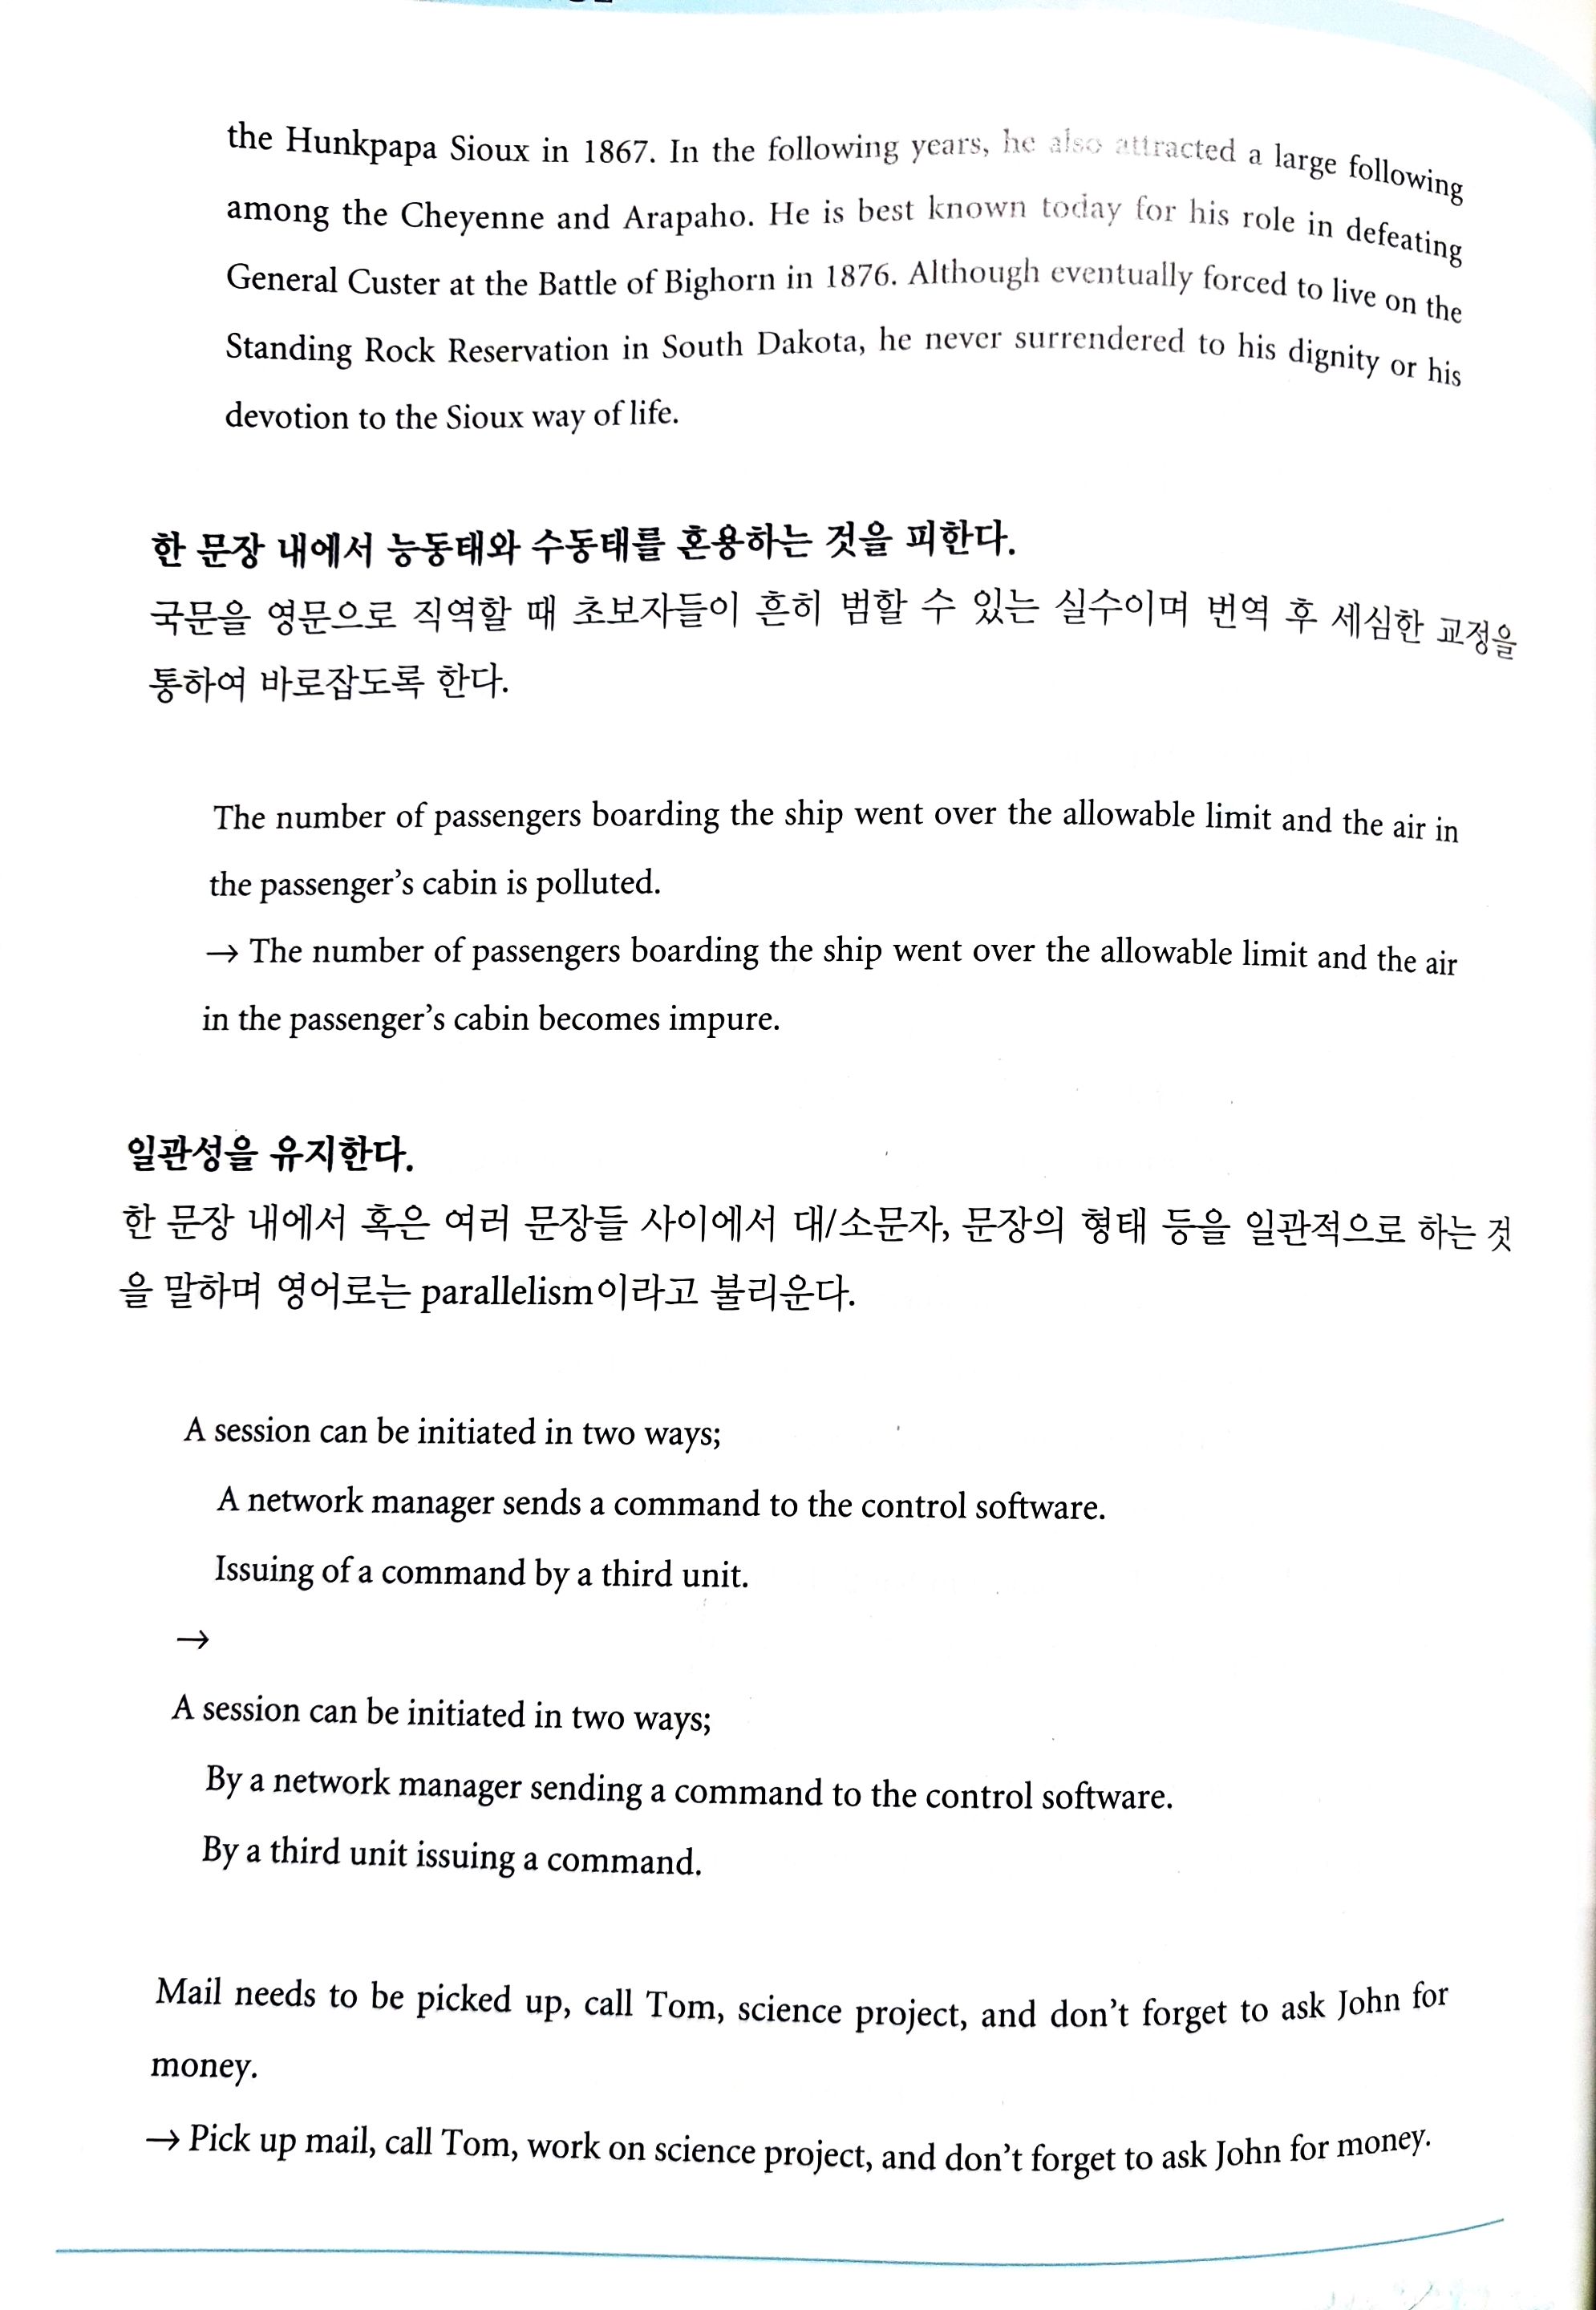 the Hunkpapa Sioux in 1867. In the following years, he also attracted a large following
among the Cheyenne and Arapaho. He is best known today for his role in defeating
General Custer at the Battle of Bighorn in 1876. Although eventually forced to live on the
Standing Rock Reservation in South Dakota, he never surrendered to his dignity or his
devotion to the Sioux way of life.
한 문장 내에서 능동태와 수동태를 혼용하는 것을 피한다.
국문을 영문으로 직역할 때 초보자들이 흔히 범할 수 있는 실수이며 번역 후 세심한 교정을
통하여 바로잡도록 한다.
The number of passengers boarding the ship went over the allowable limit and the air in
the passenger's cabin is polluted.
→ The number of passengers boarding the ship went over the allowable limit and the air
in the passenger's cabin becomes impure.
일관성을 유지한다.
한 문장 내에서 혹은 여러 문장들 사이에서 대/소문자, 문장의 형태 등을 일관적으로 하는 것
을 말하며 영어로는 parallelism이라고 불리운다.
A session can be initiated in two ways;
A network manager sends a command to the control software.
Issuing of a command by a third unit.
→
A session can be initiated in two ways;
By a network manager sending a command to the control software.
By a third unit issuing a command.
Mail needs to be picked up, call Tom, science project, and don't forget to ask John for
money.
→ Pick up mail, call Tom, work on science project, and don't forget to ask John for money.